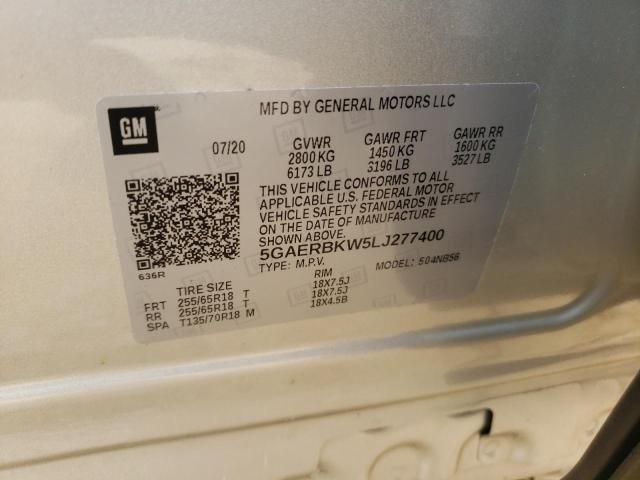 GM
MFD BY GENERAL MOTORS LLC
07/20 GVWR GAWR FRT GAWR RR
2800 KG 1450 KG 1600 KG
6173 LB 3196 LB 3527 LB
THIS VEHICLE CONFORMS TO ALL
APPLICABLE U.S. FEDERAL MOTOR
VEHICLE SAFETY STANDARDS IN EFFECT
ON THE DATE OF MANUFACTURE
SHOWN ABOVE.
5GAERBKW5LJ277400
636R TYPE: M.P.V. MODEL: 504NB56
TIRE SIZE RIM
FRT 255/65R18 T 18X7.5J
RR 255/65R18 T 18X7.5J
SPA T135/70R18 M 18X4.5B